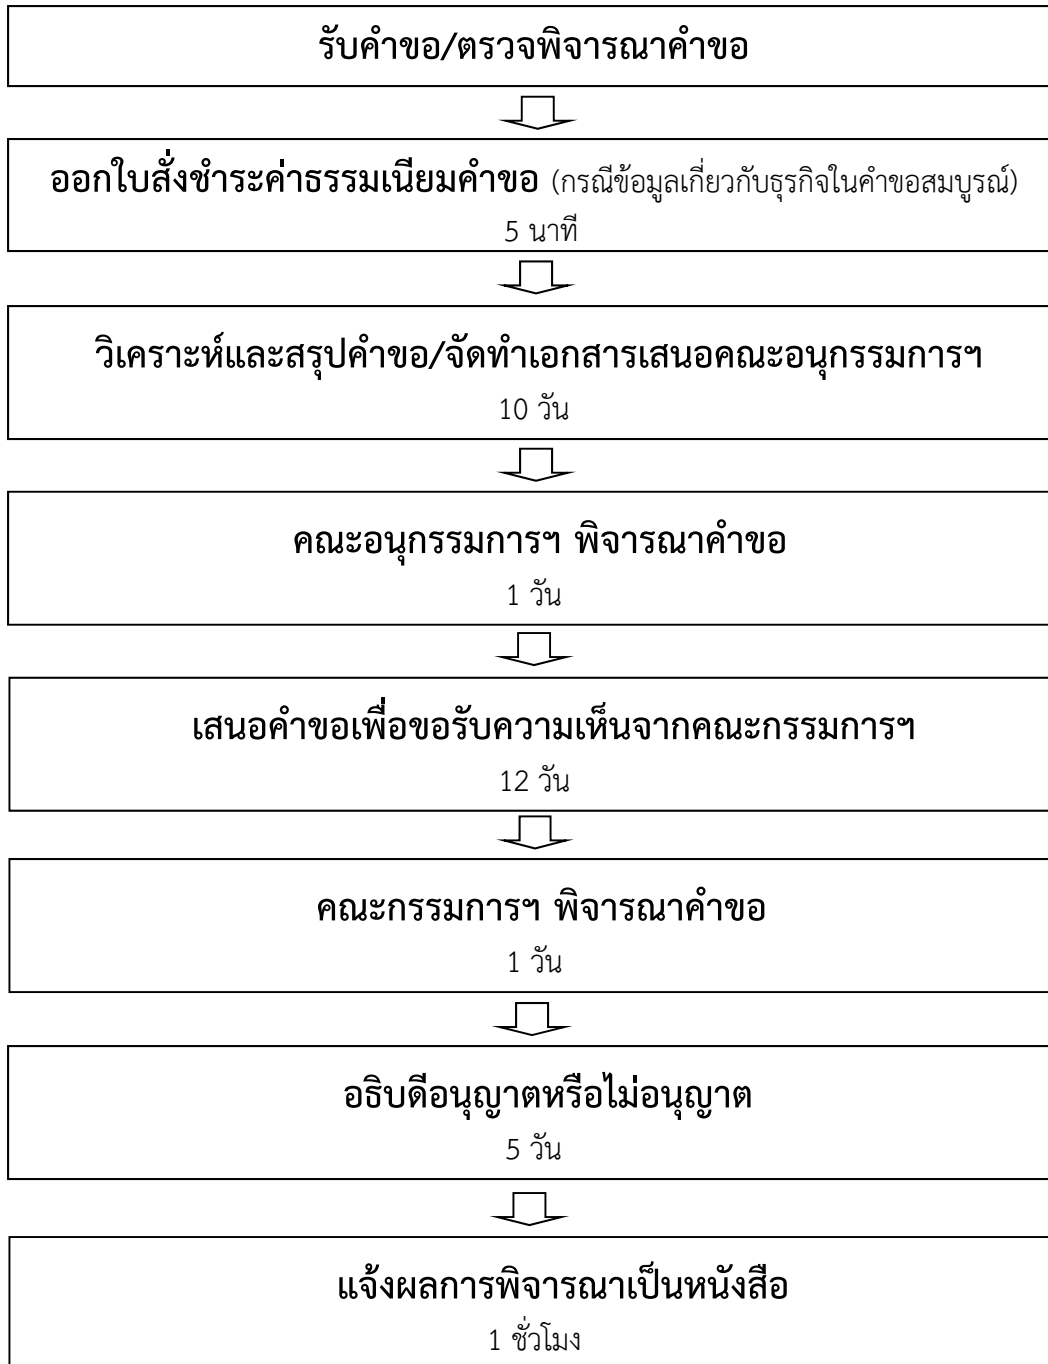 รับคำขอ/ตรวจพิจารณาคำขอ
ออกใบสั่งชำระค่าธรรมเนียมคำขอ (กรณีข้อมูลเกี่ยวกับธุรกิจในคำขอสมบูรณ์)
5 นาที
วิเคราะห์และสรุปคำขอ/จัดทำเอกสารเสนอคณะอนุกรรมการฯ
10 วัน
คณะอนุกรรมการฯ พิจารณาคำขอ
1 วัน
เสนอคำขอเพื่อขอรับความเห็นจากคณะกรรมการฯ
12 วัน
คณะกรรมการฯ พิจารณาคำขอ
1 วัน
อธิบดีอนุญาตหรือไม่อนุญาต
5 วัน
แจ้งผลการพิจารณาเป็นหนังสือ
1 ชั่วโมง